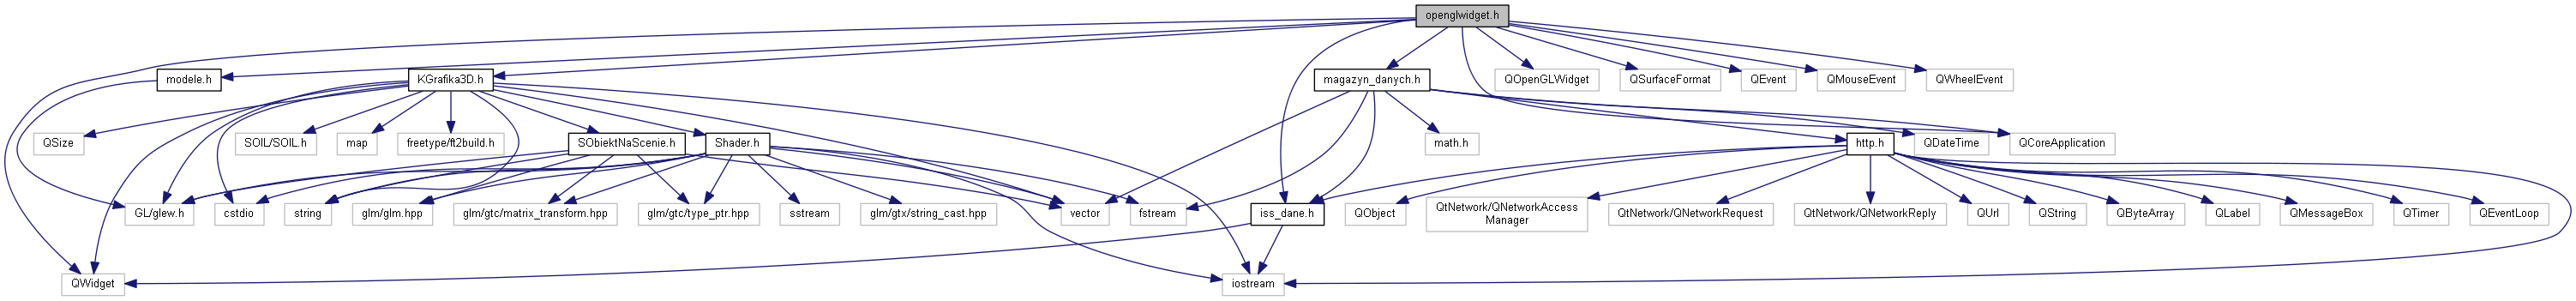 openglwidget.h
modele.h
KGrafika3D.h
magazyn_danych.h
QOpenGLWidget
QSurfaceFormat
QEvent
QMouseEvent
QWheelEvent
QSize
SOIL/SOIL.h
map
freetype/ft2build.h
SObiektNaScenie.h
Shader.h
math.h
http.h
QDateTime
QCoreApplication
GL/glew.h
cstdio
string
glm/glm.hpp
glm/gtc/matrix_transform.hpp
glm/gtc/type_ptr.hpp
sstream
glm/gtx/string_cast.hpp
vector
fstream
iss_dane.h
QObject
QtNetwork/QNetworkAccess
Manager
QtNetwork/QNetworkRequest
QtNetwork/QNetworkReply
QUrl
QString
QByteArray
QLabel
QMessageBox
QTimer
QEventLoop
QWidget
iostream